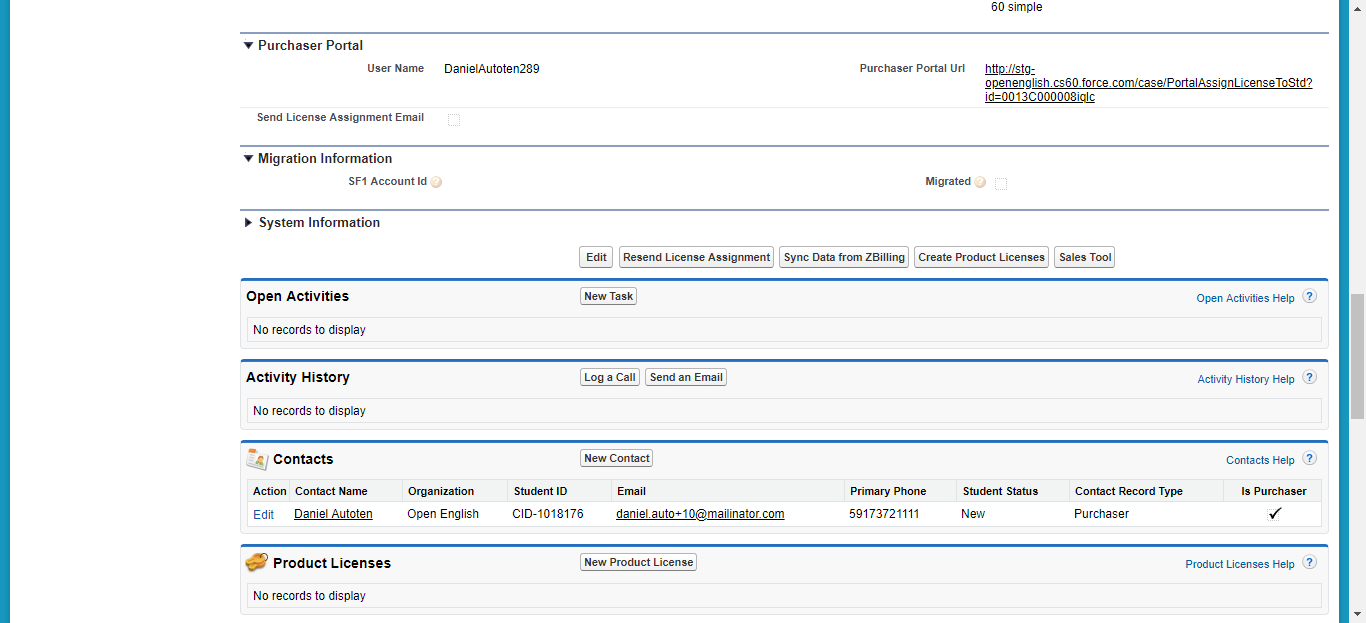 60 simple
Purchaser Portal
User Name DanielAutoten289 Purchaser Portal Url http://stg-
openenglish.cs60.force.com/case/PortalAssignLicenseToStd?
id=0013C000008iqlc
Send License Assignment Email
Migration Information
SF1 Account Id ? Migrated ?
System Information
Edit Resend License Assignment Sync Data from ZBilling Create Product Licenses Sales Tool
Open Activities New Task Open Activities Help ?
No records to display
Activity History Log a Call Send an Email Activity History Help ?
No records to display
Contacts New Contact Contacts Help ?
Action Contact Name Organization Student ID Email Primary Phone Student Status Contact Record Type Is Purchaser
Edit Daniel Autoten Open English CID-1018176 daniel.auto+10@mailinator.com 59173721111 New Purchaser
Product Licenses New Product License Product Licenses Help ?
No records to display